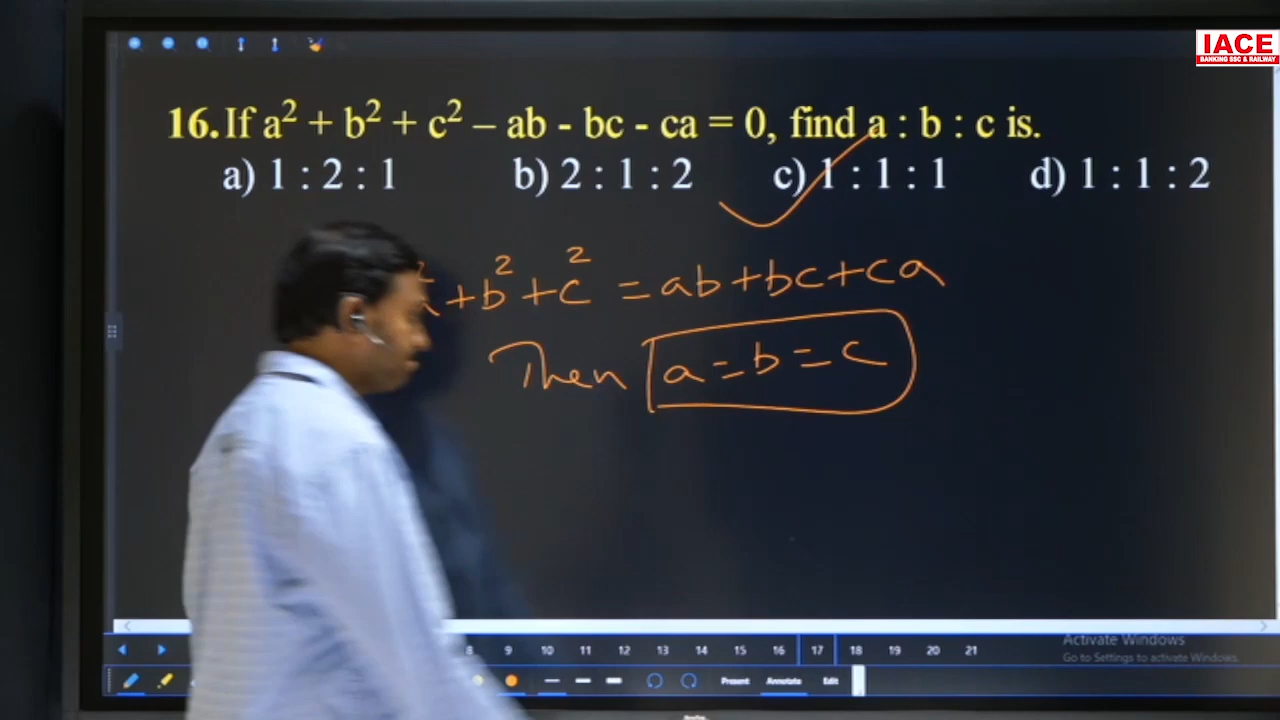 IACE
BANKING SSC & RAILWAY
16. If a² + b² + c² – ab - bc - ca = 0, find a : b : c is.
a) 1 : 2 : 1 b) 2 : 1 : 2 c) 1 : 1 : 1 d) 1 : 1 : 2
a² + b² + c² = ab + bc + ca
Then a = b = c
Activate Windows
Go to Settings to activate Windows.
8 9 10 11 12 13 14 15 16 17 18 19 20 21
Present Annotate Edit